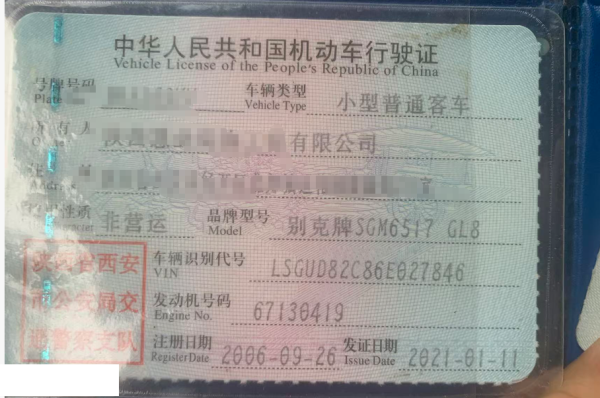 中华人民共和国机动车行驶证
Vehicle License of the People's Republic of China
号牌号码 车辆类型 小型普通客车
Plate Vehicle Type
有人 有限公司
性质 非营运 品牌型号 别克牌SGM6517 GL8
Model
陕西省西安
市公安局交
通警察支队
车辆识别代号 LSGUD82C86E027846
VIN
发动机号码 67130419
Engine No.
注册日期 2006-09-26 发证日期 2021-01-11
Register Date Issue Date